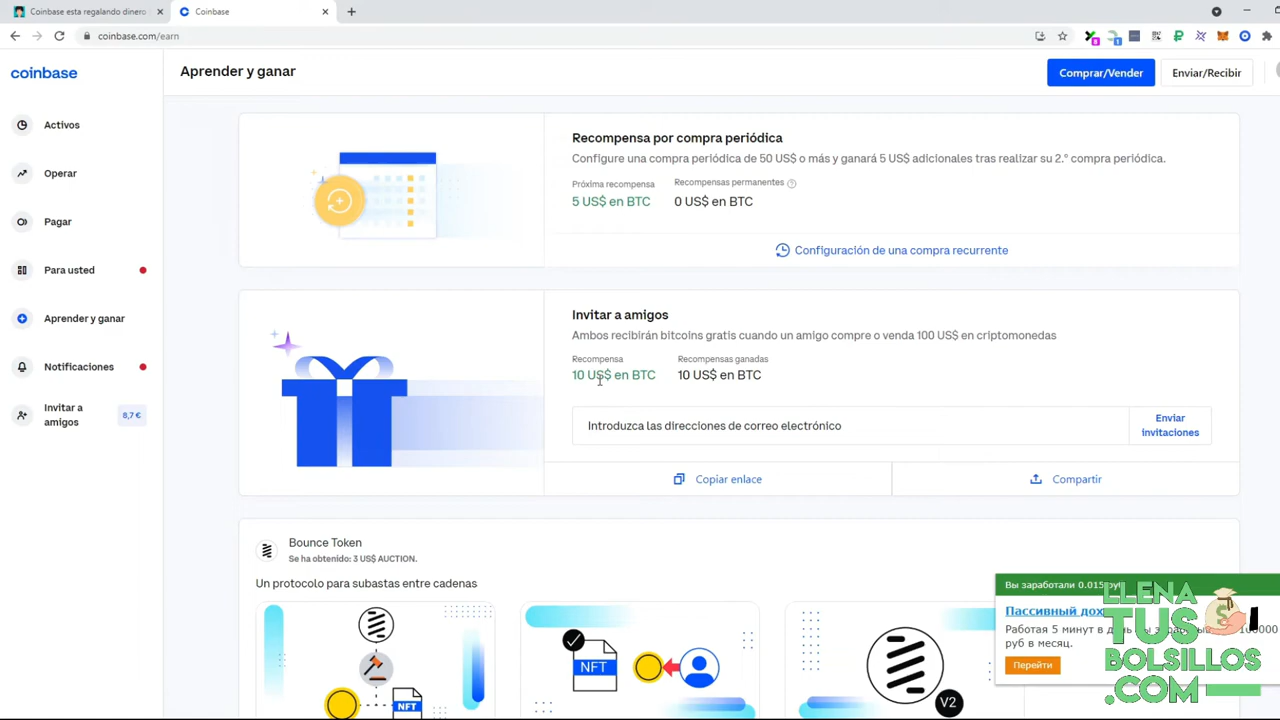 Coinbase esta regalando dinero
Coinbase
coinbase.com/earn
coinbase
Aprender y ganar
Comprar/Vender
Enviar/Recibir
Activos
Operar
Pagar
Para usted
Aprender y ganar
Notificaciones
Invitar a
amigos
8,7 €
Recompensa por compra periódica
Configure una compra periódica de 50 US$ o más y ganará 5 US$ adicionales tras realizar su 2.º compra periódica.
Próxima recompensa
Recompensas permanentes
5 US$ en BTC
0 US$ en BTC
Configuración de una compra recurrente
Invitar a amigos
Ambos recibirán bitcoins gratis cuando un amigo compre o venda 100 US$ en criptomonedas
Recompensa
Recompensas ganadas
10 US$ en BTC
10 US$ en BTC
Introduzca las direcciones de correo electrónico
Enviar
invitaciones
Copiar enlace
Compartir
Bounce Token
Se ha obtenido: 3 US$ AUCTION.
Un protocolo para subastas entre cadenas
NFT
NFT
V2
Вы заработали 0.015
Пассивный
Работая 5 минут в
руб в месяц.
Перейти
LLENA
TUS
BOLSILLOS
.COM